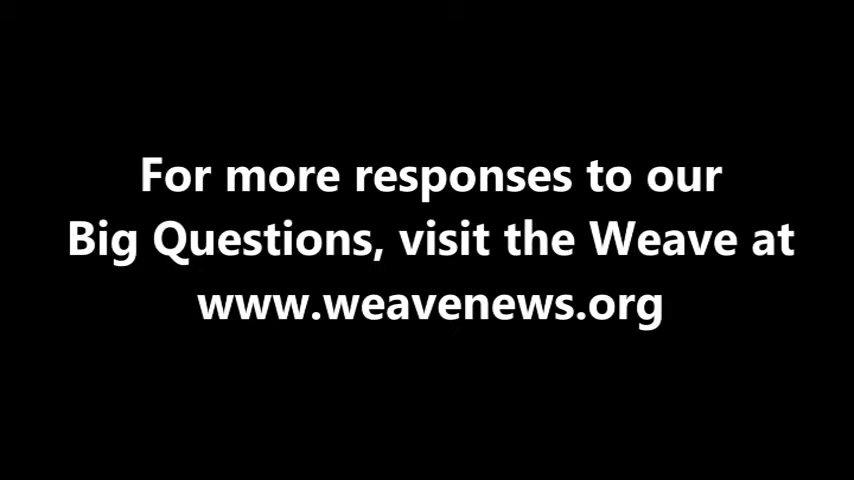 For more responses to our
Big Questions, visit the Weave at
www.weavenews.org